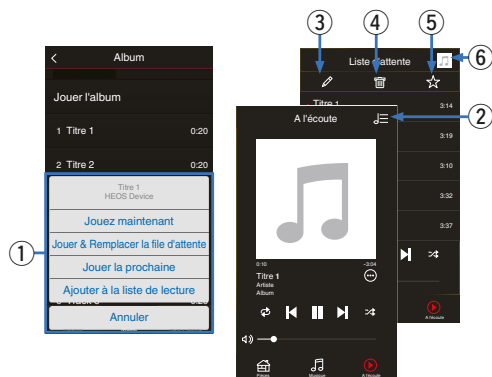 3
4
5
6
2
1
Album
Jouer l'album
1 Titre 1
0:20
2 Titre 2
0:20
Titre 1
HEOS Device
Jouez maintenant
Jouer & Remplacer la file d'attente
Jouer la prochaine
Ajouter à la liste de lecture
Annuler
A l'écoute
0:10
-3:04
Titre 1
Artiste
Album
Pièces
Musique
A l'écoute
Liste d'attente
Titre 1
3:14
3:19
3:10
3:32
3:37
A l'écoute